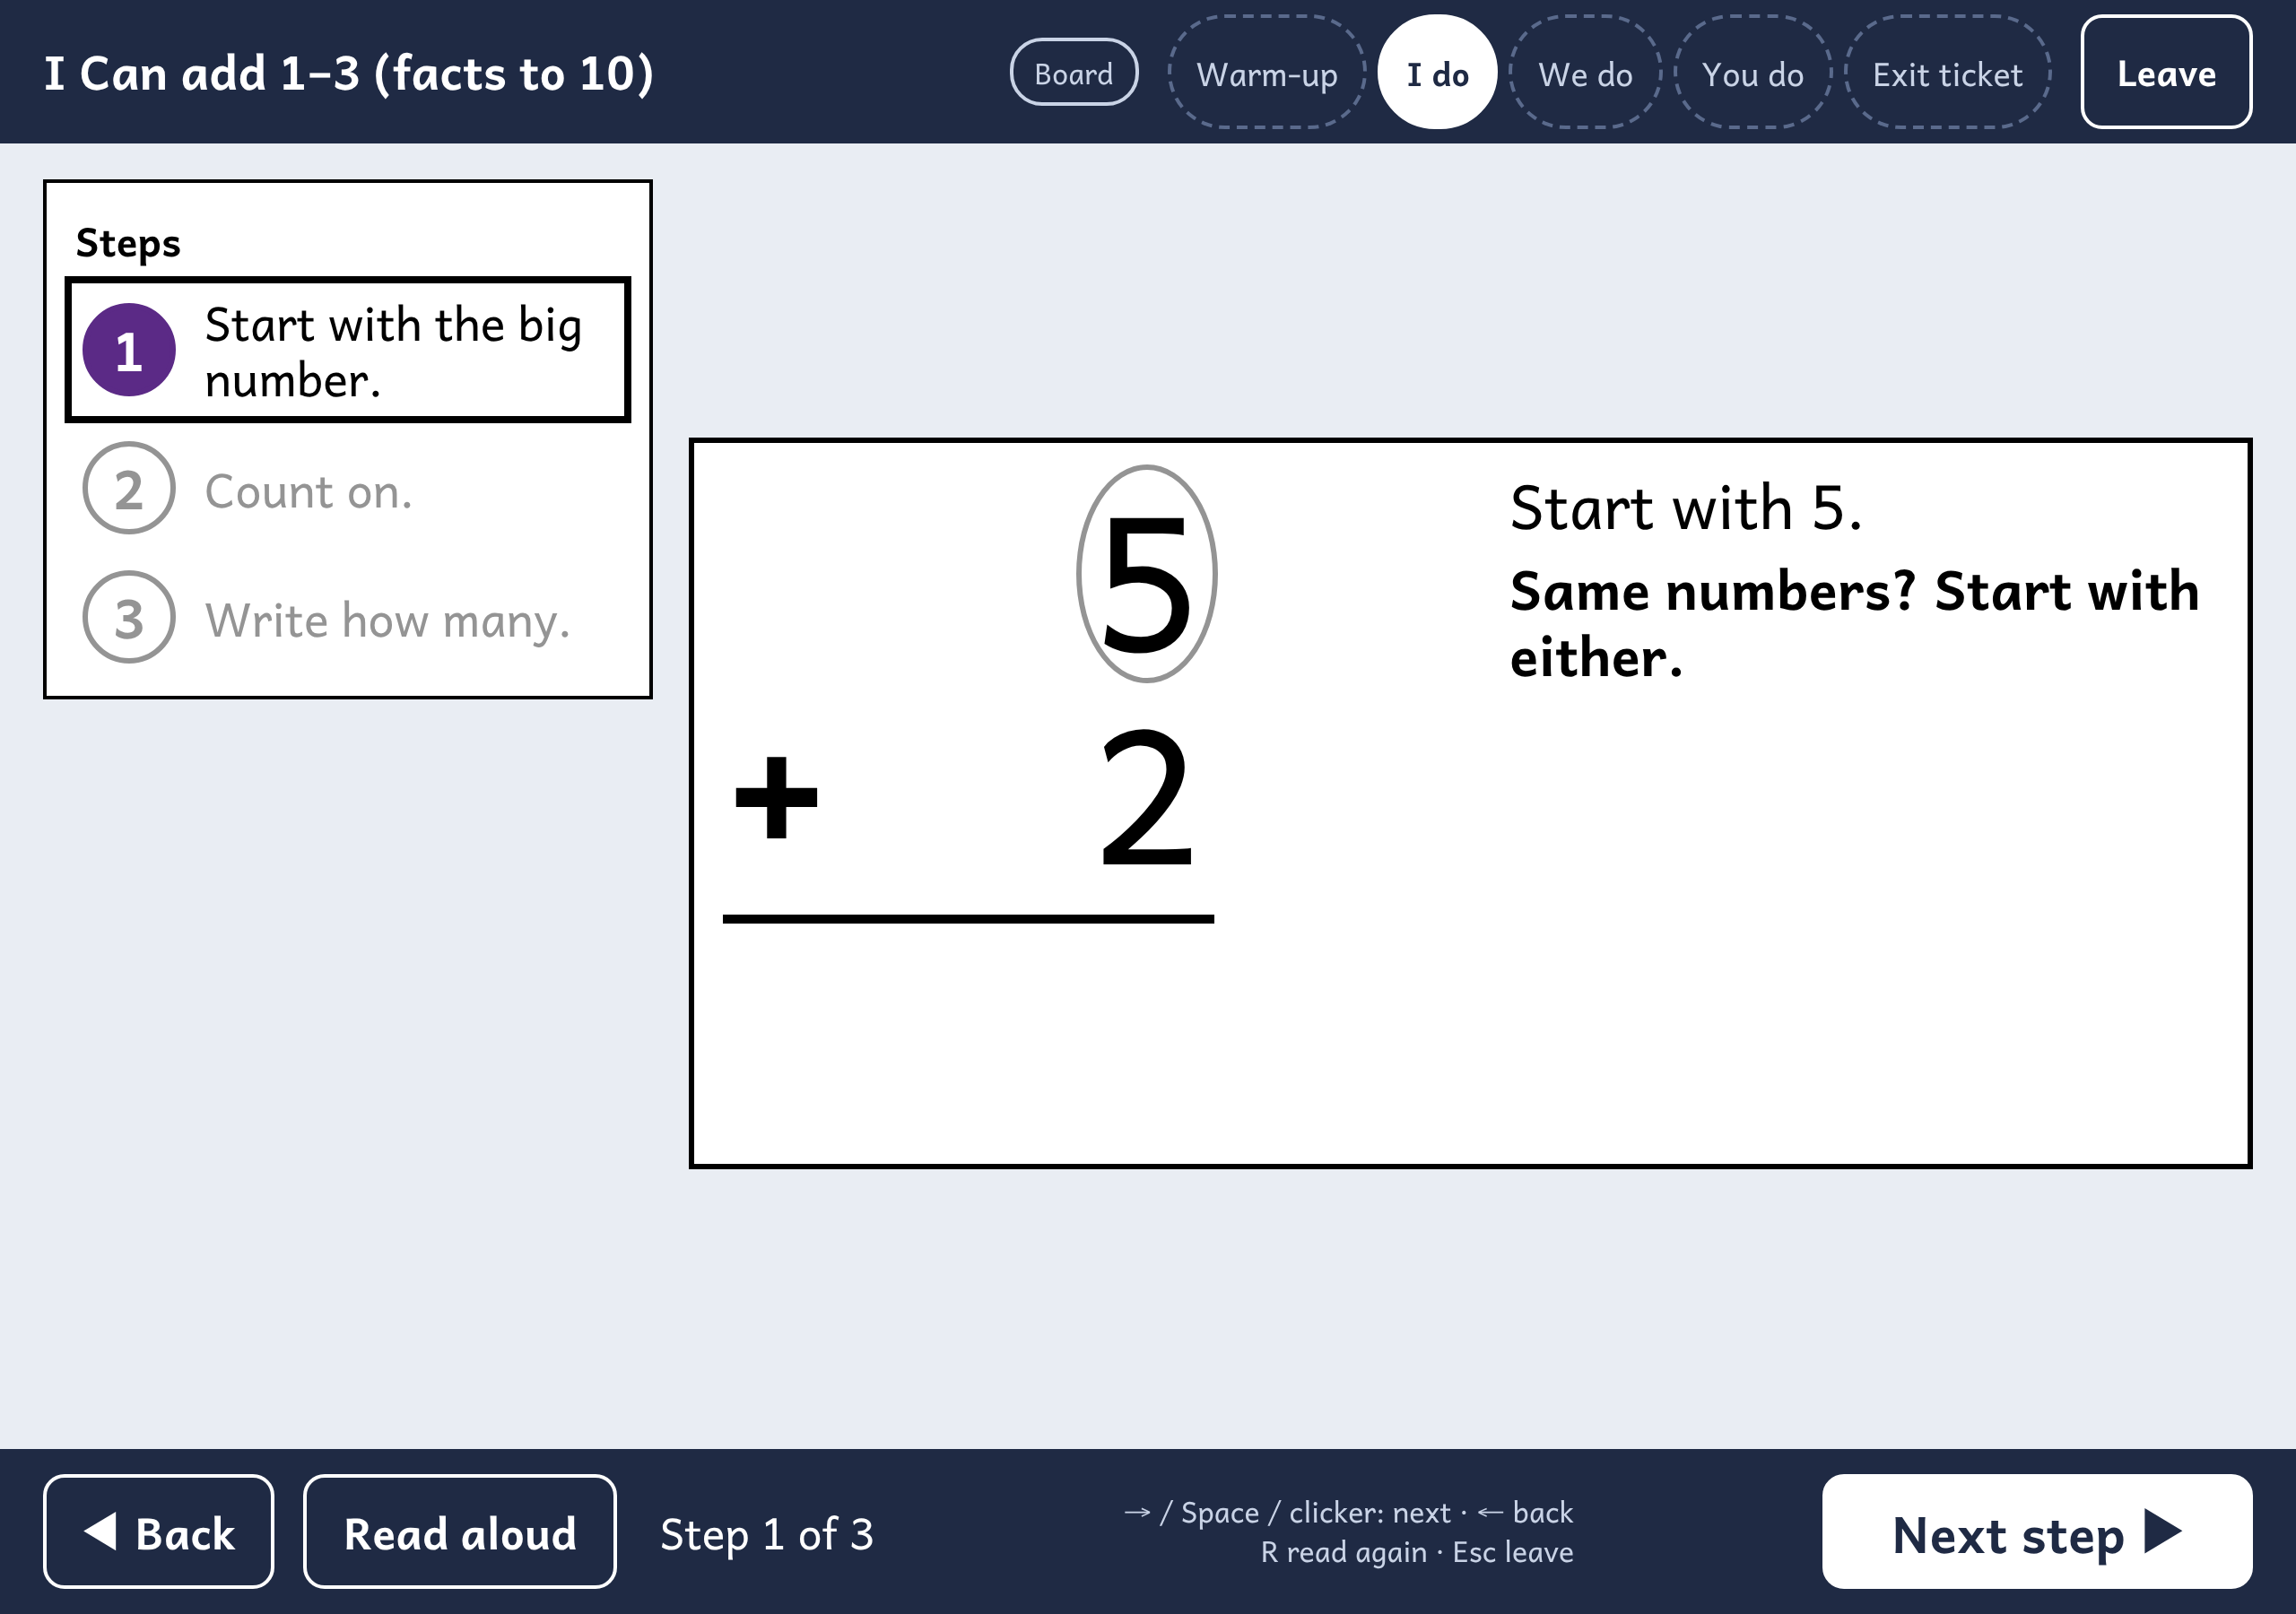 I Can add 1–3 (facts to 10)
Board
Warm-up
I do
We do
You do
Exit ticket
Leave
Steps
1 Start with the big
number.
2 Count on.
3 Write how many.
5
+ 2
Start with 5.
Same numbers? Start with
either.
◀ Back
Read aloud
Step 1 of 3
→ / Space / clicker: next · ← back
R read again · Esc leave
Next step ▶